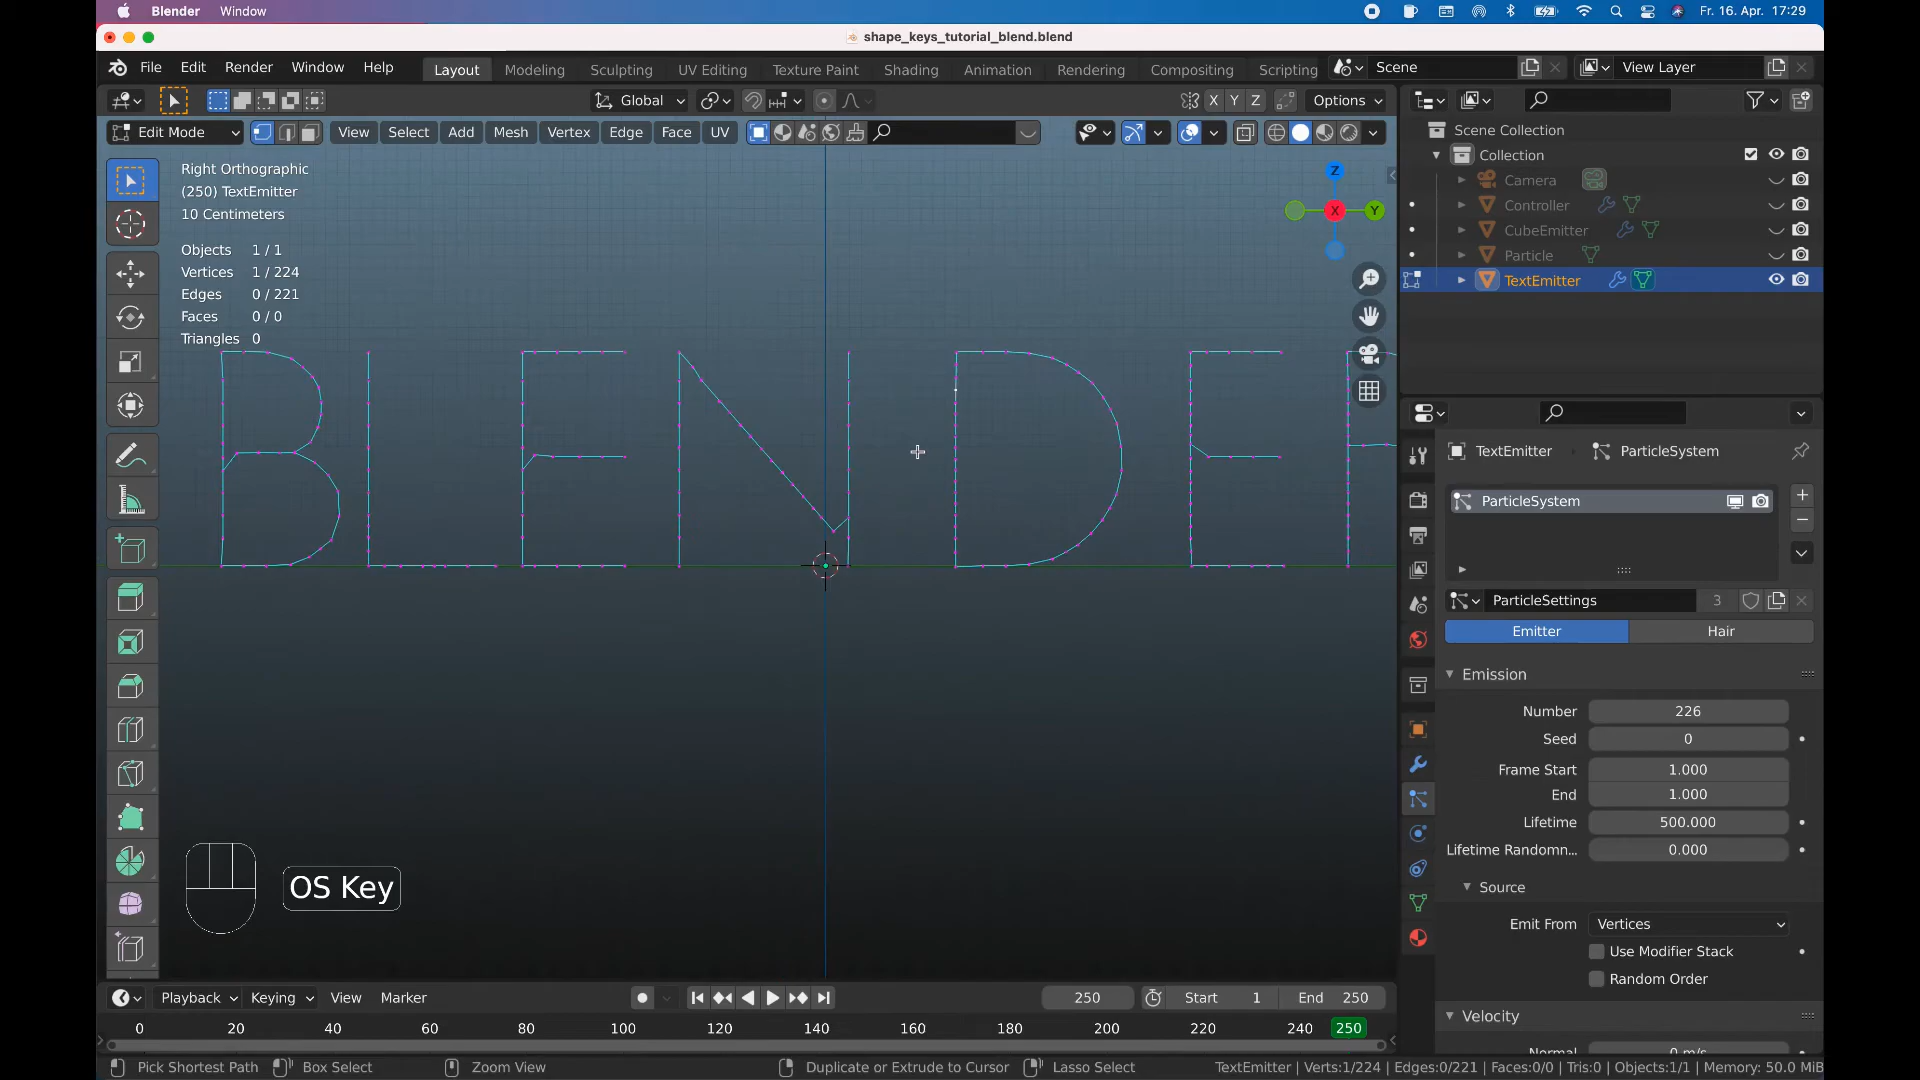 Blender Window Fr. 16. Apr. 17:29
shape_keys_tutorial_blend.blend
File Edit Render Window Help Layout Modeling Sculpting UV Editing Texture Paint Shading Animation Rendering Compositing Scripting Scene View Layer
Global X Y Z Options
Edit Mode View Select Add Mesh Vertex Edge Face UV
Right Orthographic
(250) TextEmitter
10 Centimeters
Objects 1 / 1
Vertices 1 / 224
Edges 0 / 221
Faces 0 / 0
Triangles 0
Z
X
Y
BLENDER
OS Key
Scene Collection
Collection
Camera
Controller
CubeEmitter
Particle
TextEmitter
TextEmitter ParticleSystem
ParticleSystem
ParticleSettings 3
Emitter Hair
Emission
Number 226
Seed 0
Frame Start 1.000
End 1.000
Lifetime 500.000
Lifetime Randomn... 0.000
Source
Emit From Vertices
Use Modifier Stack
Random Order
Velocity
Playback Keying View Marker 250 Start 1 End 250
0 20 40 60 80 100 120 140 160 180 200 220 240 250
Pick Shortest Path Box Select Zoom View Duplicate or Extrude to Cursor Lasso Select TextEmitter | Verts:1/224 | Edges:0/221 | Faces:0/0 | Tris:0 | Objects:1/1 | Memory: 50.0 MiB